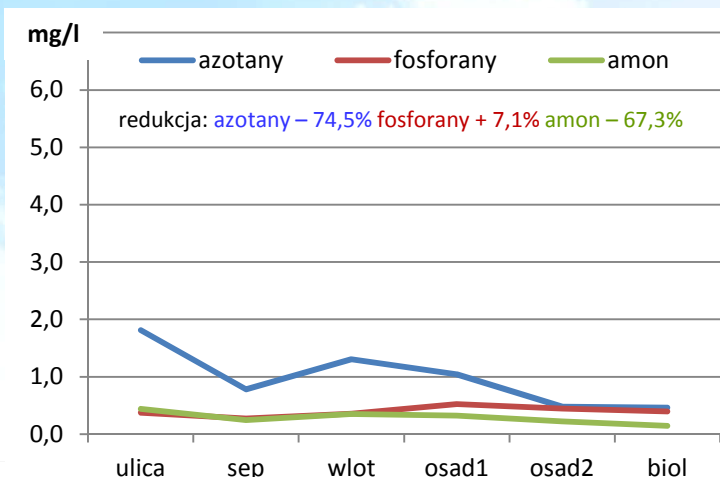 mg/l
azotany fosforany amon
6,0
redukcja: azotany – 74,5% fosforany + 7,1% amon – 67,3%
5,0
4,0
3,0
2,0
1,0
0,0
ulica sep wlot osad1 osad2 biol